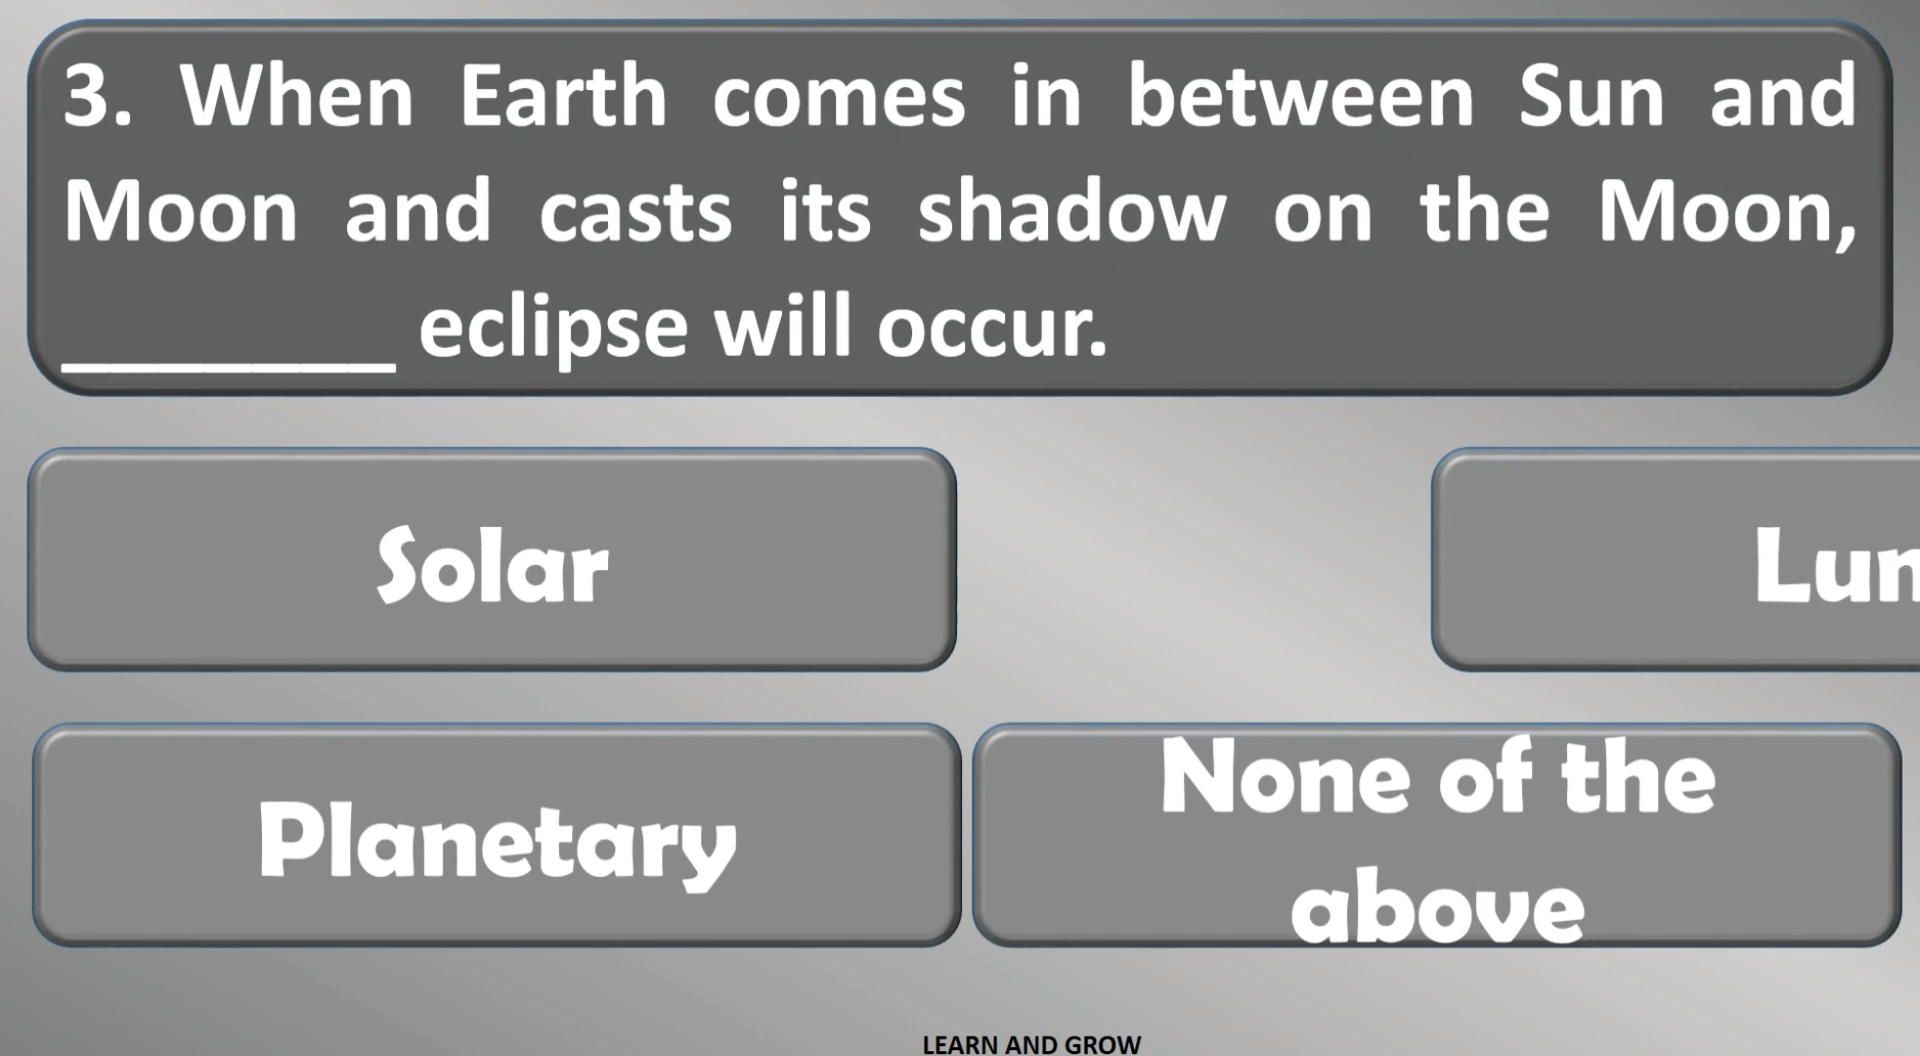 3. When Earth comes in between Sun and
Moon and casts its shadow on the Moon,
________ eclipse will occur.
Solar
Lun
Planetary
None of the
above
LEARN AND GROW